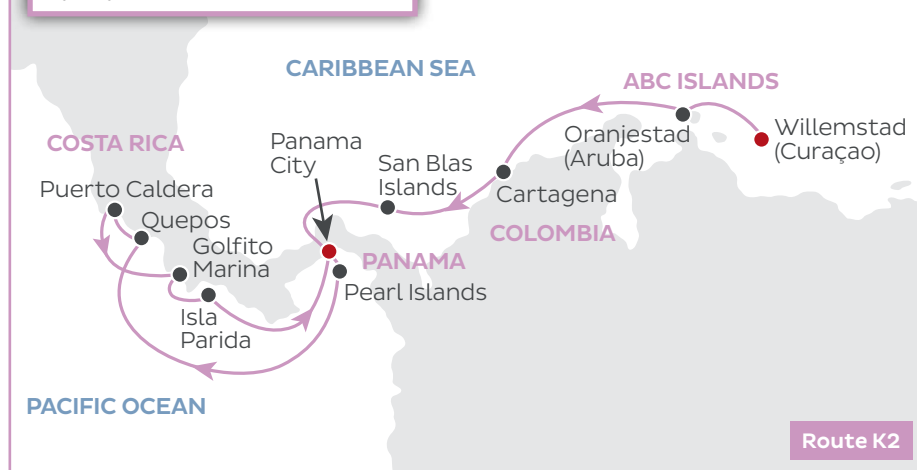 CARIBBEAN SEA
ABC ISLANDS
COSTA RICA
Panama
City
San Blas
Islands
Oranjestad
(Aruba)
Willemstad
(Curaçao)
Puerto Caldera
Cartagena
Quepos
COLOMBIA
Golfito
Marina
PANAMA
Pearl Islands
Isla
Parida
PACIFIC OCEAN
Route K2